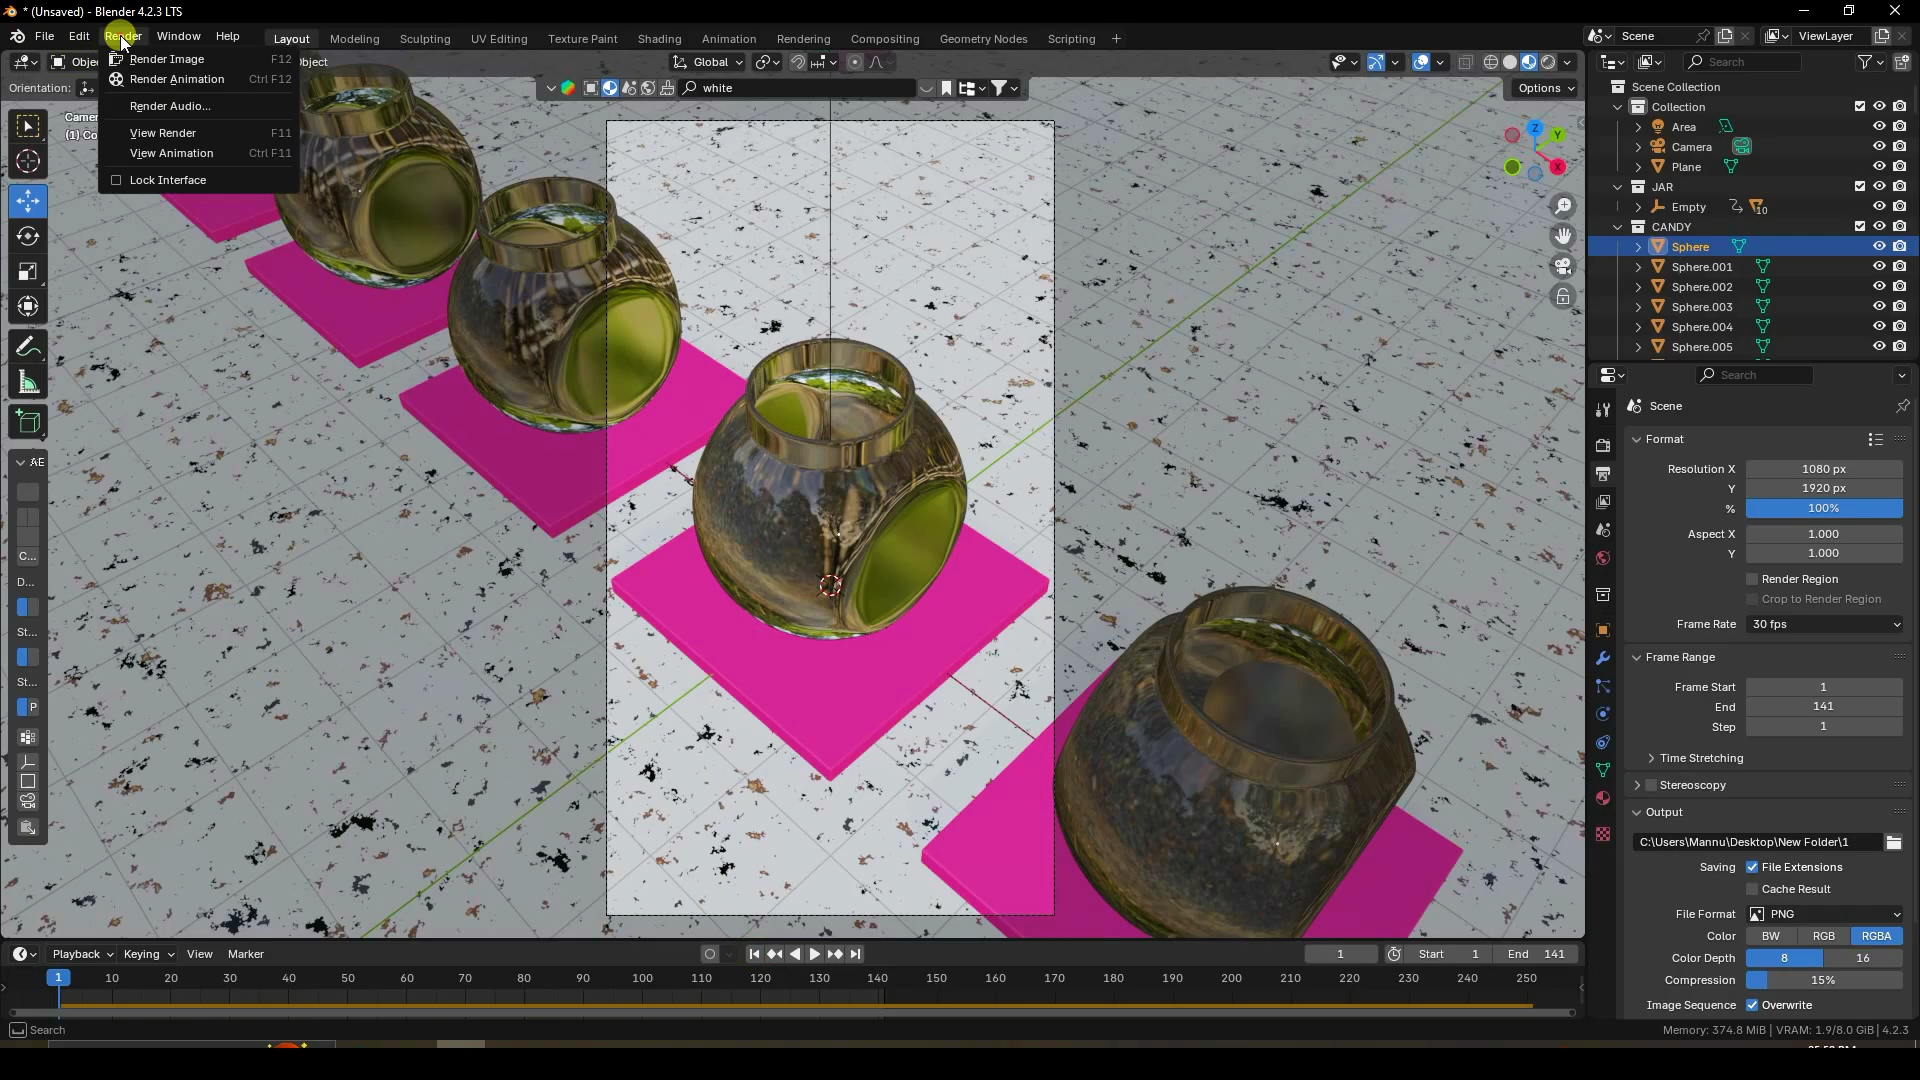 * (Unsaved) - Blender 4.2.3 LTS
File Edit Render Window Help
Layout Modeling Sculpting UV Editing Texture Paint Shading Animation Rendering Compositing Geometry Nodes Scripting +
Scene
ViewLayer
Render Image F12
Render Animation Ctrl F12
Render Audio...
View Render F11
View Animation Ctrl F11
Lock Interface
Global
Orientation:
white
Options
Search
Scene Collection
Collection
Area
Camera
Plane
JAR
Empty 10
CANDY
Sphere
Sphere.001
Sphere.002
Sphere.003
Sphere.004
Sphere.005
Z
Y
X
AE
C...
D...
St...
St...
P
Search
Scene
Format
Resolution X 1080 px
Y 1920 px
% 100%
Aspect X 1.000
Y 1.000
Render Region
Crop to Render Region
Frame Rate 30 fps
Frame Range
Frame Start 1
End 141
Step 1
Time Stretching
Stereoscopy
Output
C:\Users\Mannu\Desktop\New Folder\1
Saving File Extensions
Cache Result
File Format PNG
Color BW RGB RGBA
Color Depth 8 16
Compression 15%
Image Sequence Overwrite
Playback Keying View Marker
1 Start 1 End 141
1 10 20 30 40 50 60 70 80 90 100 110 120 130 140 150 160 170 180 190 200 210 220 230 240 250
Search
Memory: 374.8 MiB | VRAM: 1.9/8.0 GiB | 4.2.3